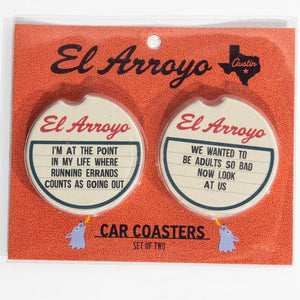 El Arroyo
Austin
El Arroyo
I'M AT THE POINT
IN MY LIFE WHERE
RUNNING ERRANDS
COUNTS AS GOING OUT
El Arroyo
WE WANTED TO
BE ADULTS SO BAD
NOW LOOK
AT US
CAR COASTERS
SET OF TWO